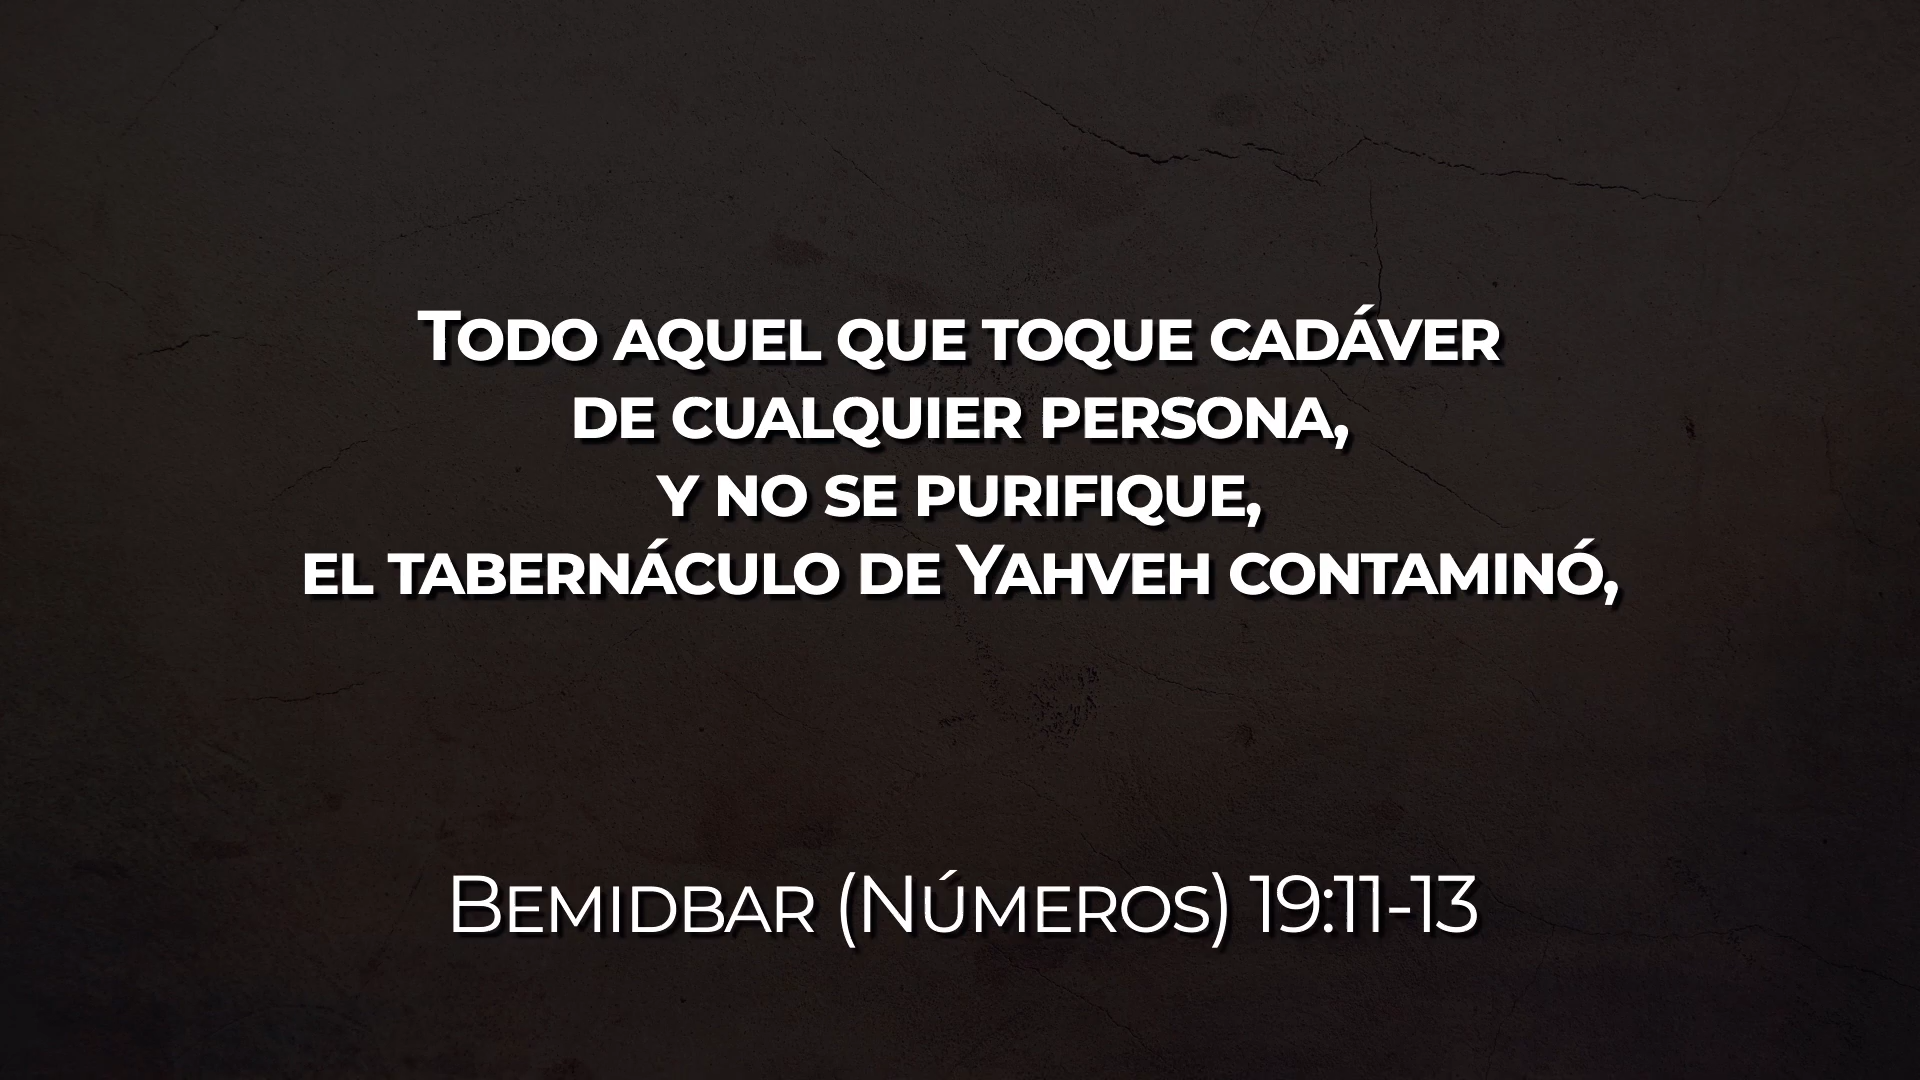 Todo aquel que toque cadáver
de cualquier persona,
y no se purifique,
el tabernáculo de Yahveh contaminó,
Bemidbar (Números) 19:11-13